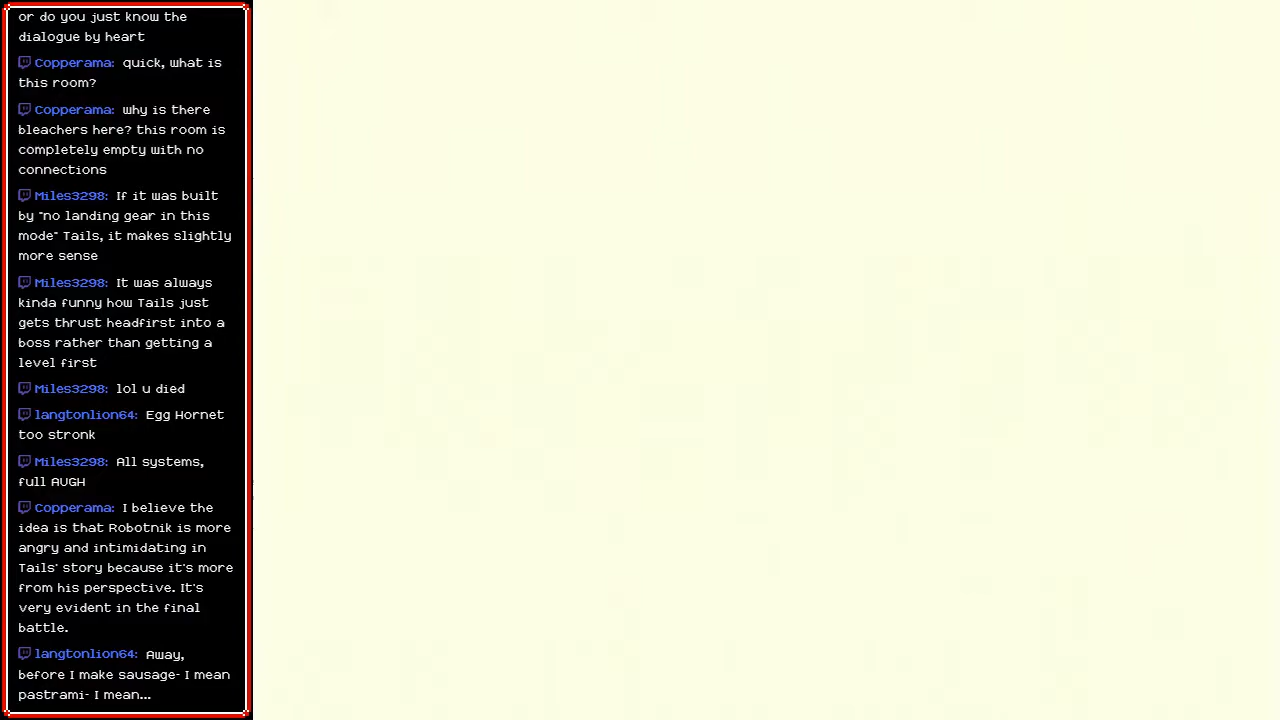 or do you just know the
dialogue by heart
Copperama: quick, what is
this room?
Copperama: why is there
bleachers here? this room is
completely empty with no
connections
Miles3298: If it was built
by "no landing gear in this
mode" Tails, it makes slightly
more sense
Miles3298: It was always
kinda funny how Tails just
gets thrust headfirst into a
boss rather than getting a
level first
Miles3298: lol u died
langtonlion64: Egg Hornet
too stronk
Miles3298: All systems,
full AUGH
Copperama: I believe the
idea is that Robotnik is more
angry and intimidating in
Tails' story because it's more
from his perspective. It's
very evident in the final
battle.
langtonlion64: Away,
before I make sausage- I mean
pastrami- I mean...